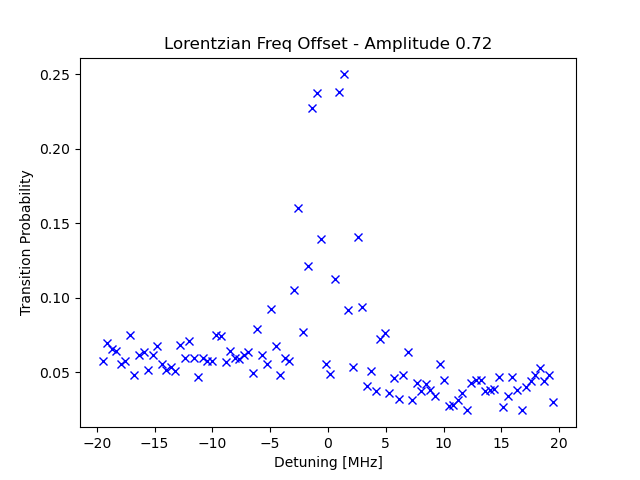 Lorentzian Freq Offset - Amplitude 0.72
0.25
0.20
0.15
0.10
0.05
Transition Probability
−20 −15 −10 −5 0 5 10 15 20
Detuning [MHz]